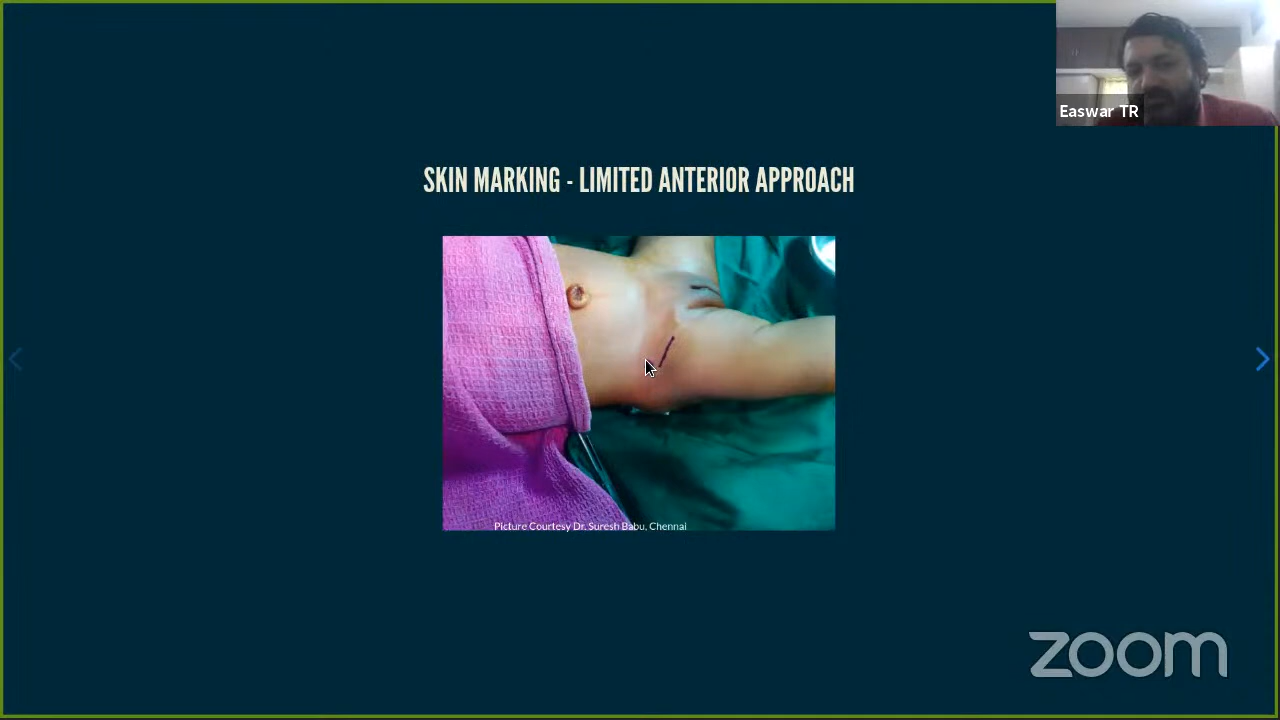 Easwar TR
SKIN MARKING - LIMITED ANTERIOR APPROACH
Picture Courtesy Dr. Suresh Babu, Chennai
zoom